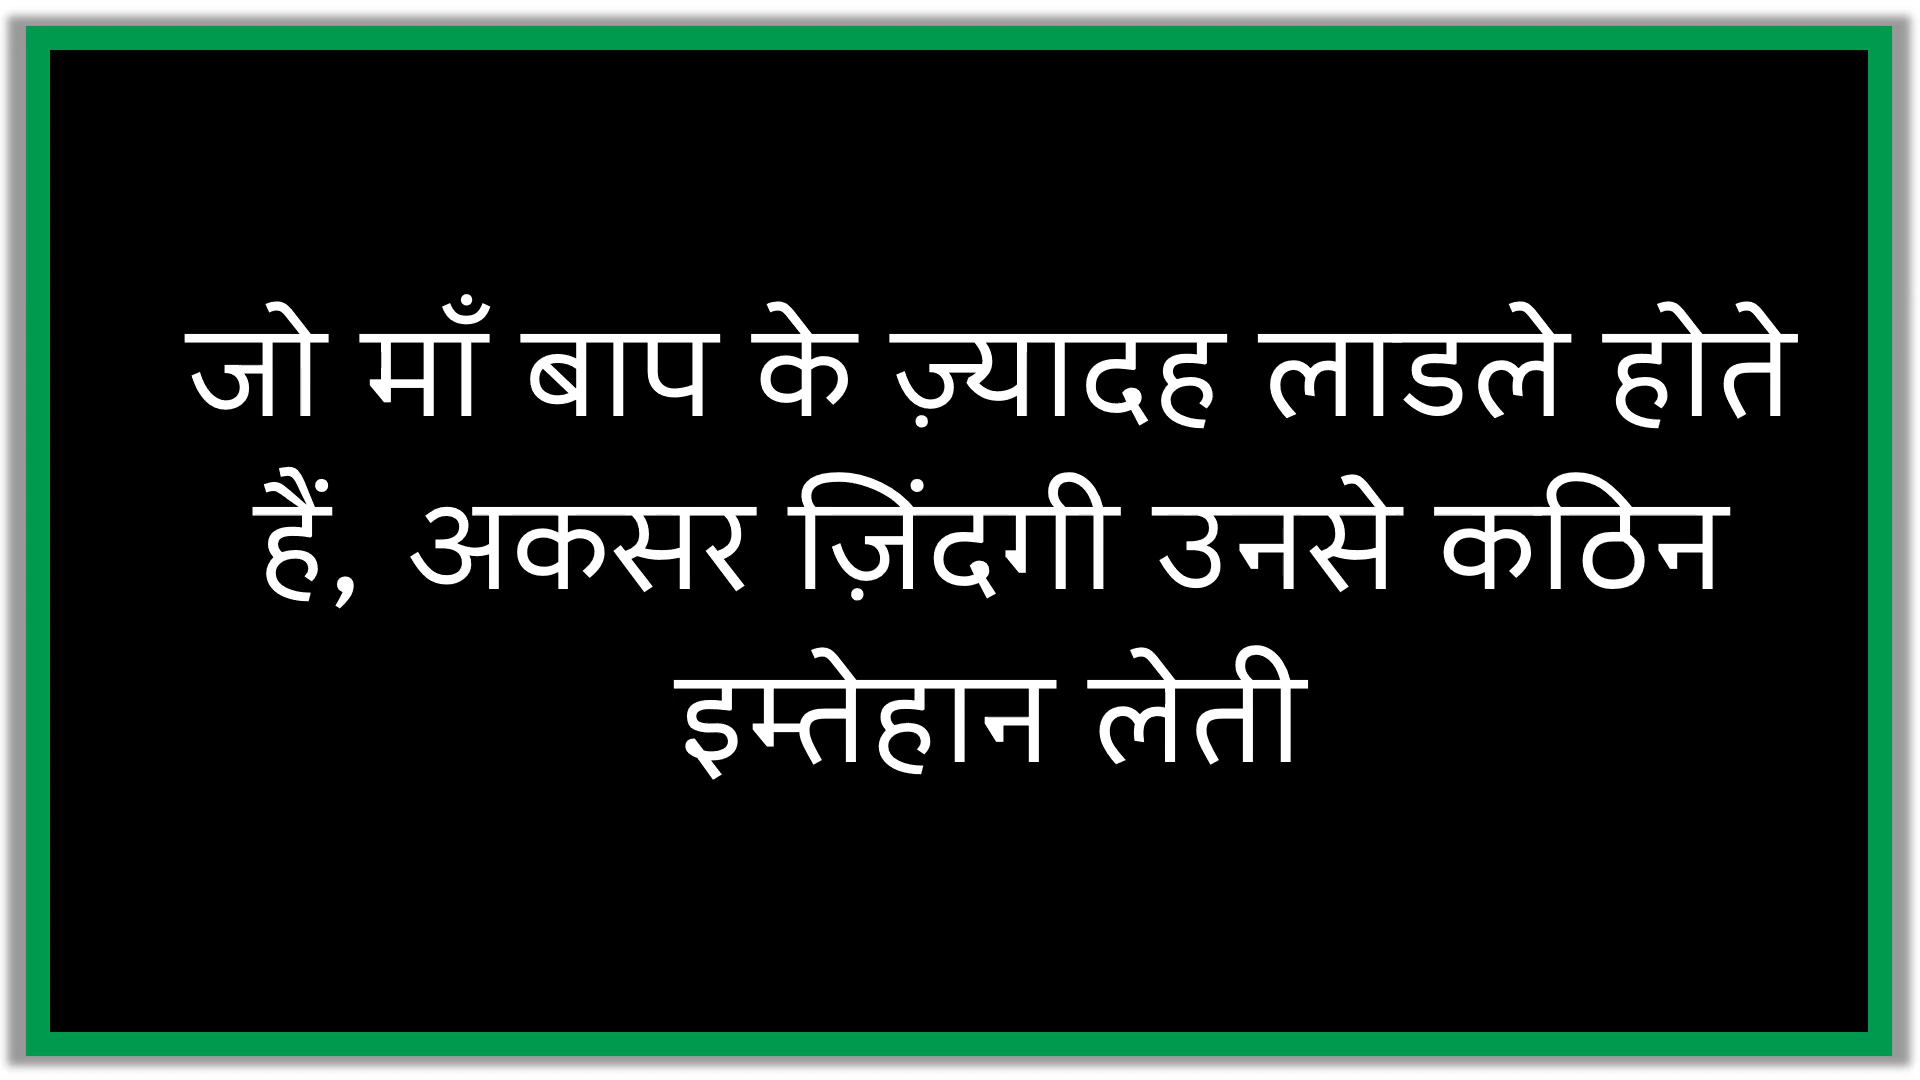 जो माँ बाप के ज़्यादह लाडले होते
हैं, अकसर ज़िंदगी उनसे कठिन
इम्तेहान लेती